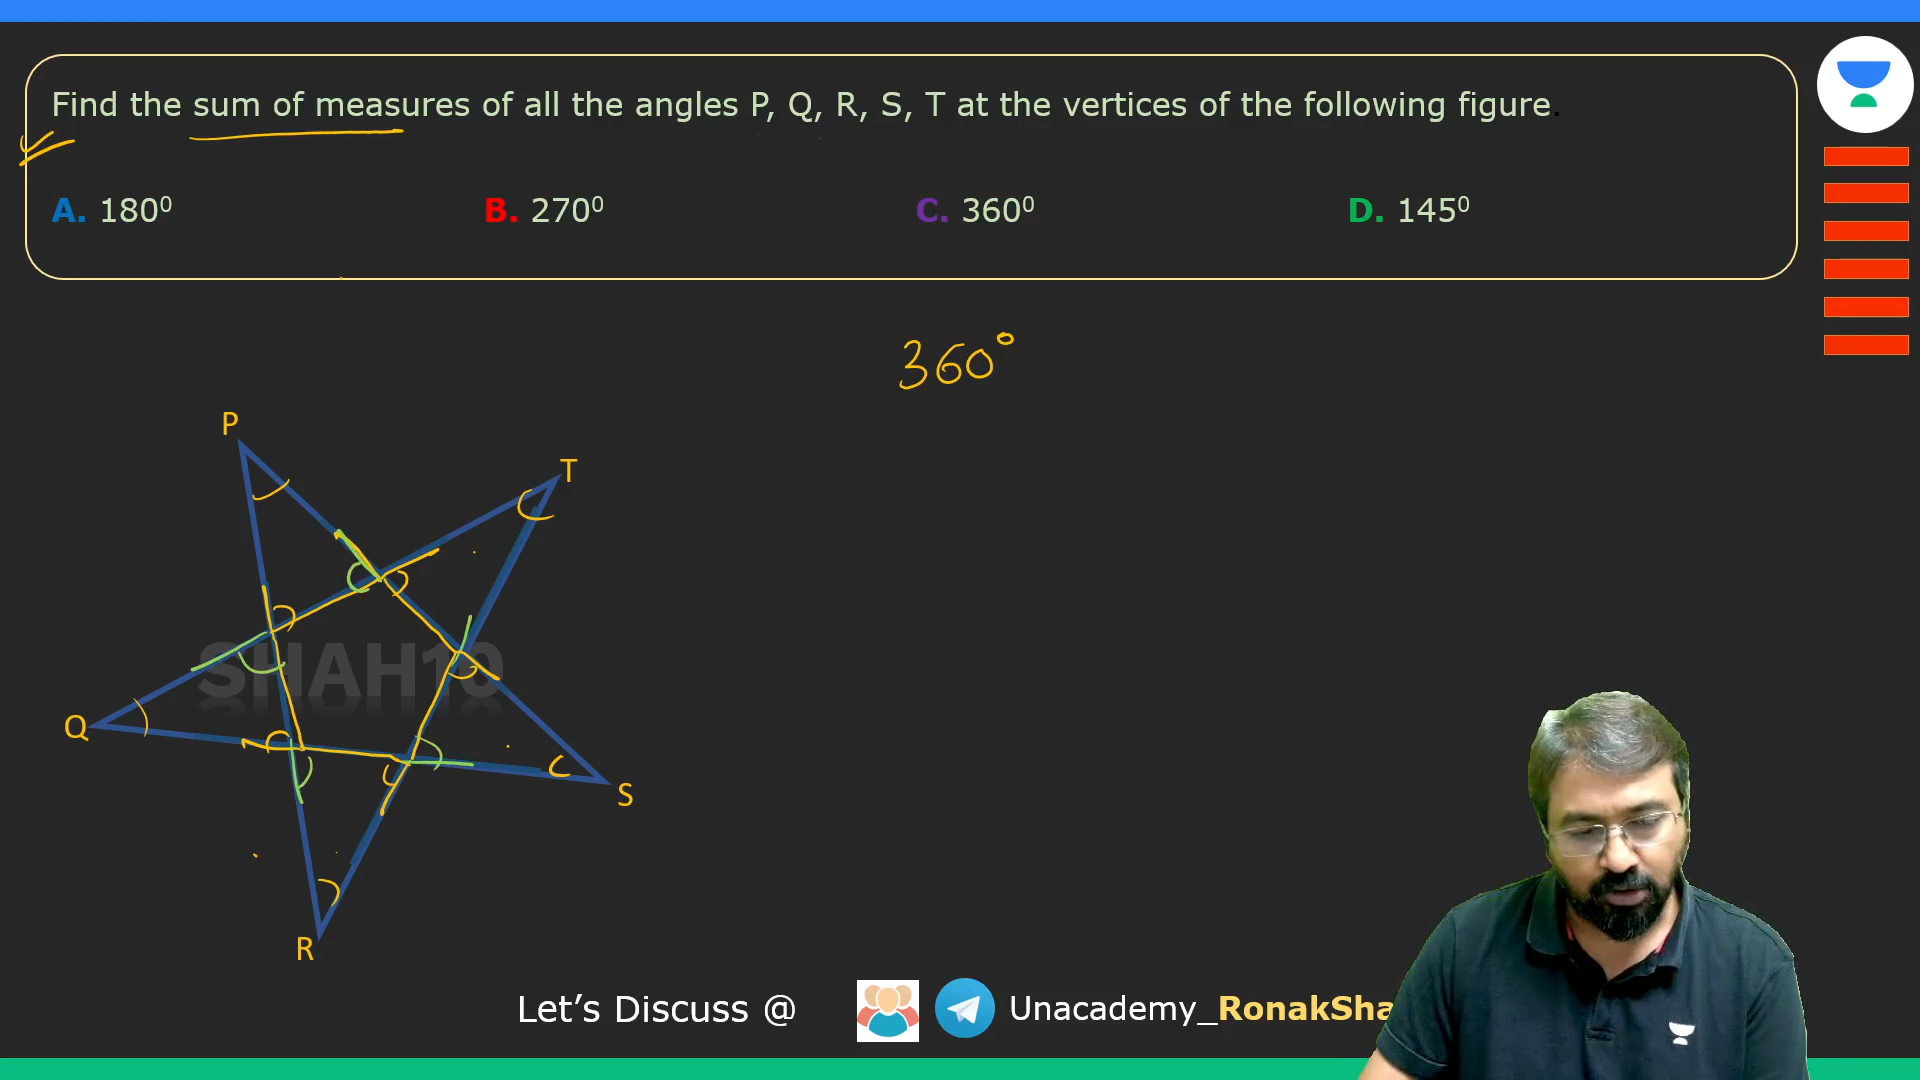 Find the sum of measures of all the angles P, Q, R, S, T at the vertices of the following figure.
A. 180⁰ B. 270⁰ C. 360⁰ D. 145⁰
360°
P
T
SHAH10
Q
S
R
Let’s Discuss @ Unacademy_RonakSha